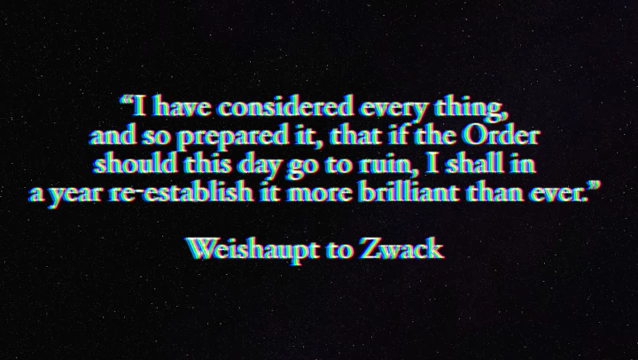 “I have considered every thing,
and so prepared it, that if the Order
should this day go to ruin, I shall in
a year re-establish it more brilliant than ever.”
Weishaupt to Zwack